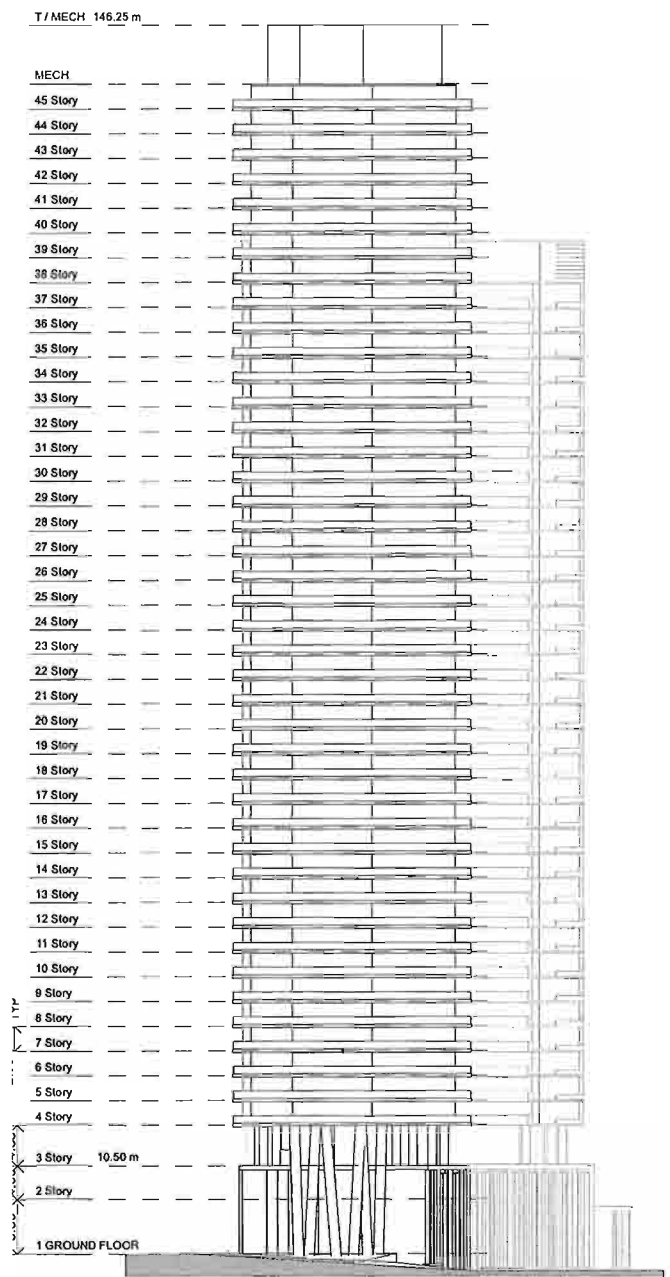 T / MECH 146.25 m
MECH
45 Story
44 Story
43 Story
42 Story
41 Story
40 Story
39 Story
38 Story
37 Story
36 Story
35 Story
34 Story
33 Story
32 Story
31 Story
30 Story
29 Story
28 Story
27 Story
26 Story
25 Story
24 Story
23 Story
22 Story
21 Story
20 Story
19 Story
18 Story
17 Story
16 Story
15 Story
14 Story
13 Story
12 Story
11 Story
10 Story
9 Story
TYP
8 Story
7 Story
6 Story
5 Story
4 Story
3 Story 10.50 m
2 Story
1 GROUND FLOOR